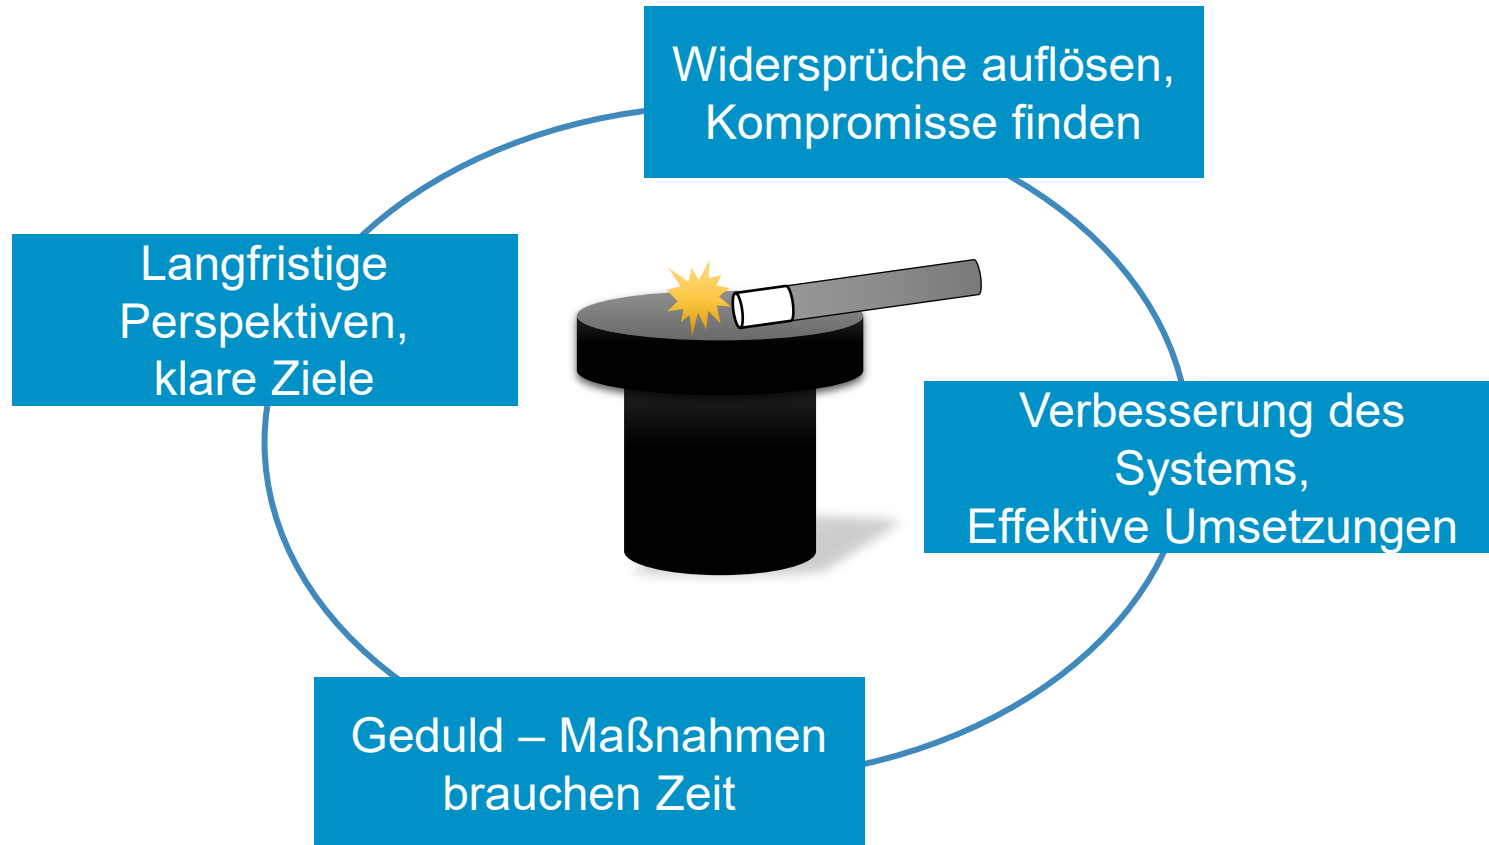 Widersprüche auflösen,
Kompromisse finden
Langfristige
Perspektiven,
klare Ziele
Verbesserung des
Systems,
Effektive Umsetzungen
Geduld – Maßnahmen
brauchen Zeit